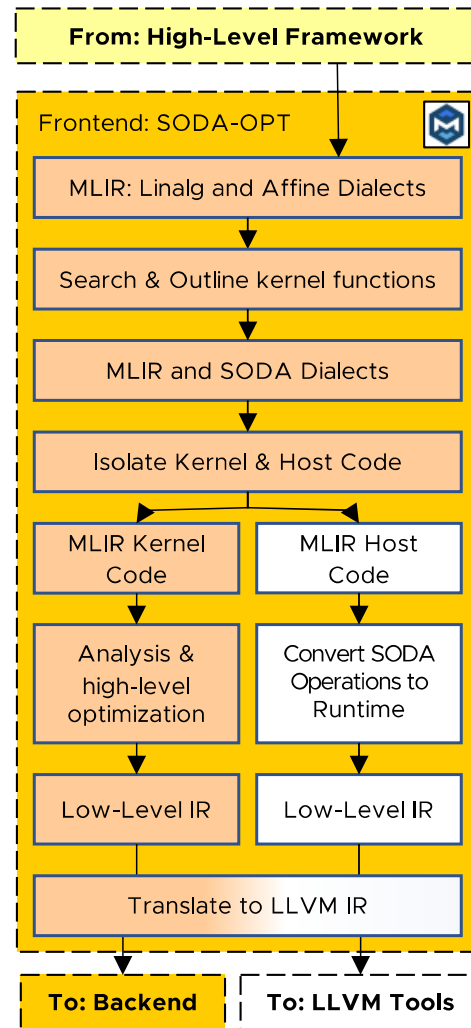 From: High-Level Framework
Frontend: SODA-OPT
MLIR: Linalg and Affine Dialects
Search & Outline kernel functions
MLIR and SODA Dialects
Isolate Kernel & Host Code
MLIR Kernel
Code
MLIR Host
Code
Analysis &
high-level
optimization
Convert SODA
Operations to
Runtime
Low-Level IR
Low-Level IR
Translate to LLVM IR
To: Backend
To: LLVM Tools